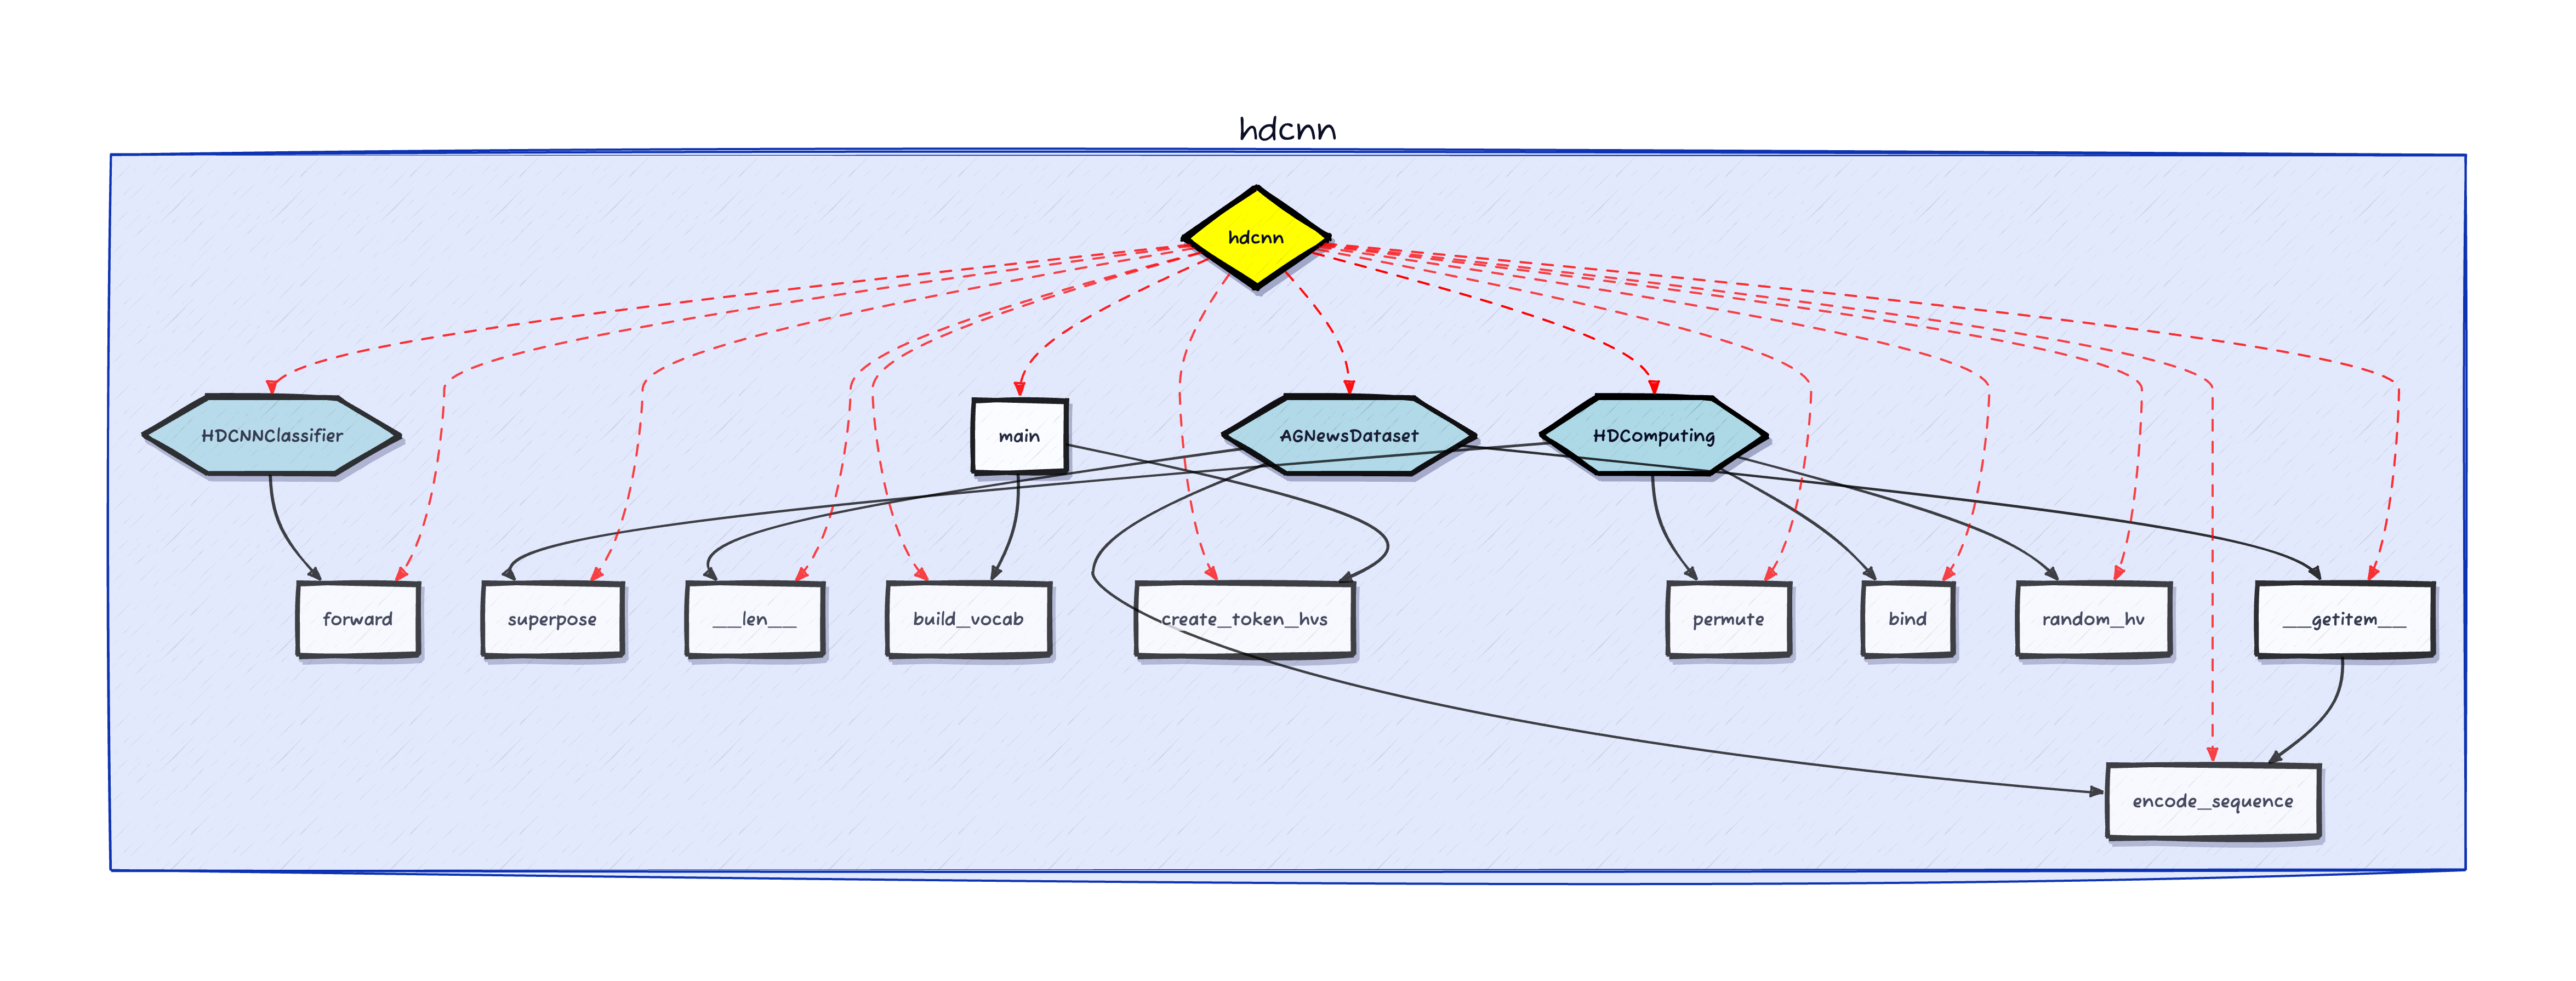 hdcnn
hdcnn
HDCNNClassifier
main
AGNewsDataset
HDComputing
forward
superpose
__len__
build_vocab
create_token_hvs
permute
bind
random_hv
__getitem__
encode_sequence